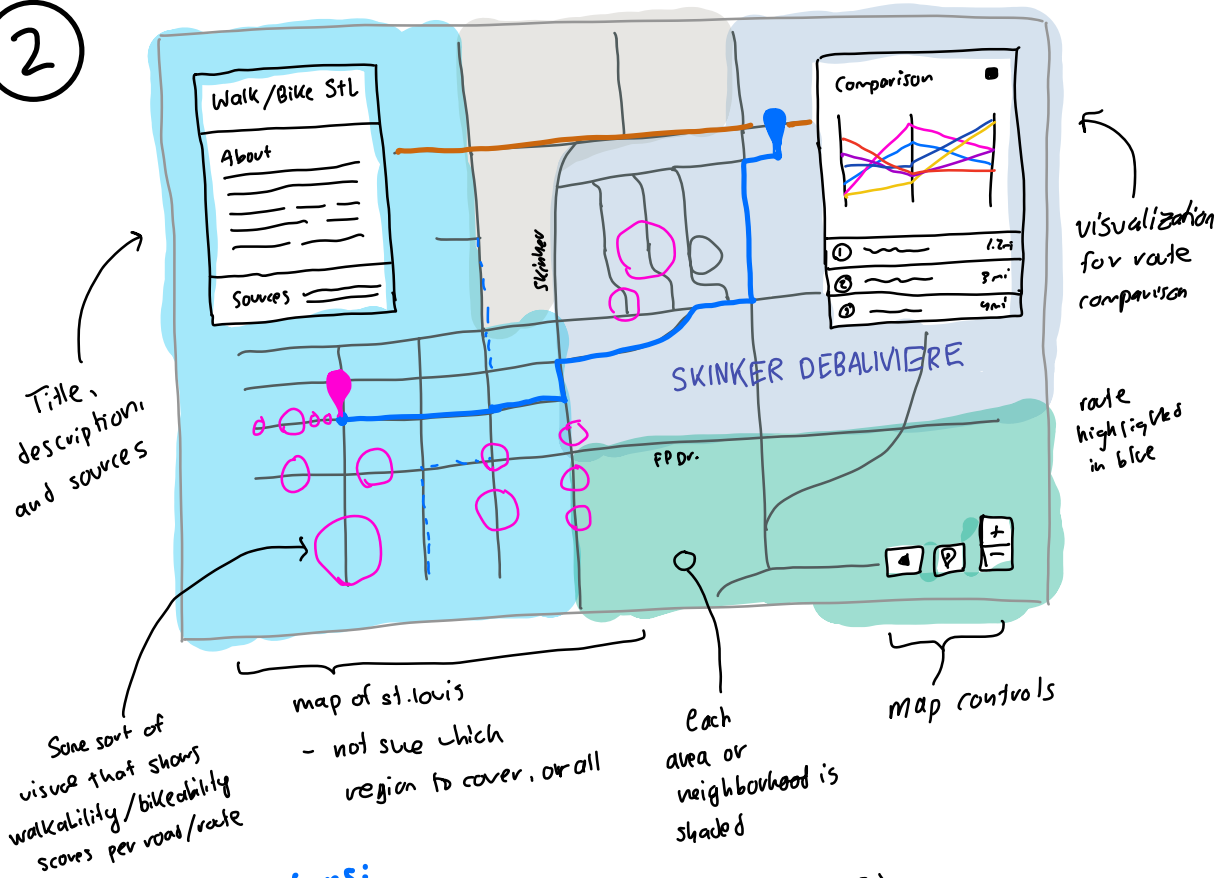 2
Walk/Bike StL
About
Sources
Comparison
1 1.2mi
2 3mi
3 4mi
Skinker
SKINKER DEBALIVIERE
FP Dr.
+
-
Title,
description,
and sources
visualization
for route
comparison
route
highlighted
in blue
Some sort of
visual that shows
walkability/bikeability
scores per road/route
map of st.louis
- not sure which
region to cover, or all
each
area or
neighborhood is
shaded
map controls